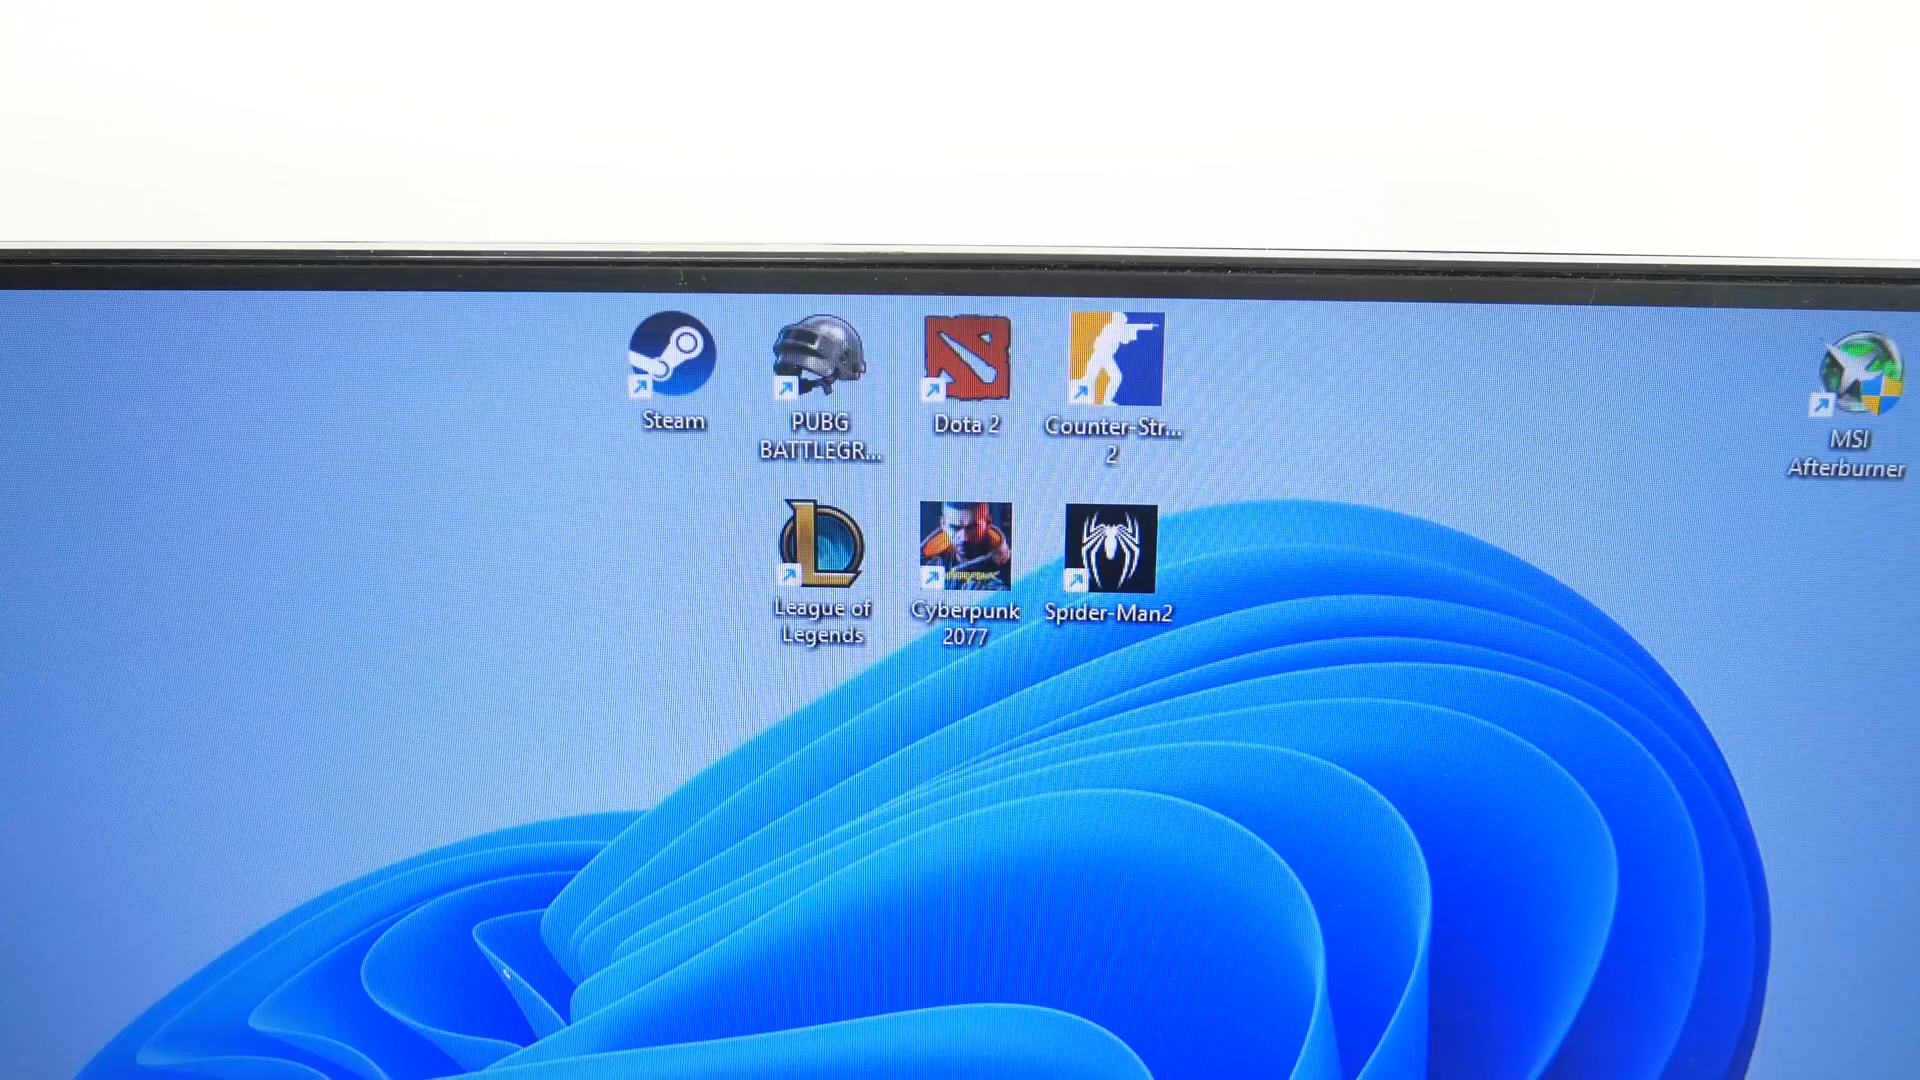 Steam
PUBG
BATTLEGR...
Dota 2
Counter-Str...
2
MSI
Afterburner
League of
Legends
Cyberpunk
2077
Spider-Man2